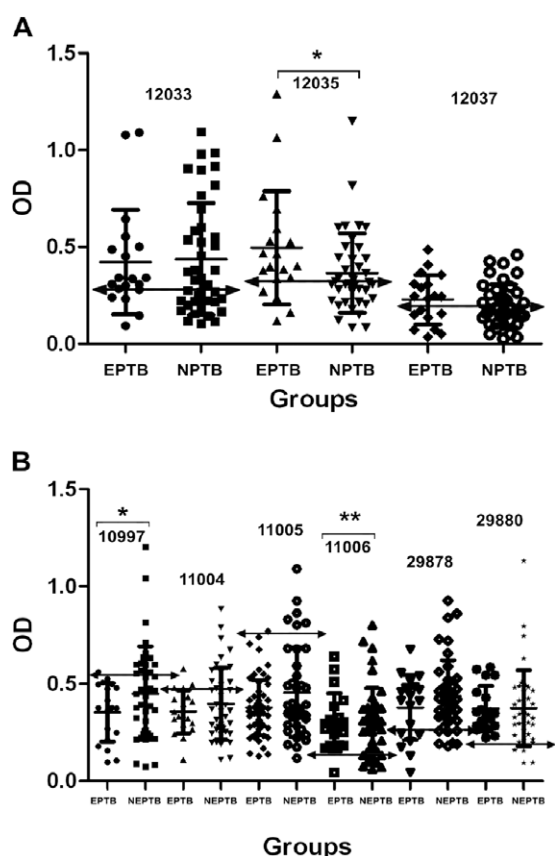 A
1.5
1.0
0.5
0.0
OD
12033
*
12035
12037
EPTB NPTB EPTB NPTB EPTB NPTB
Groups
B
1.5
1.0
0.5
0.0
OD
*
10997
11004
11005
**
11006
29878
29880
EPTB NEPTB EPTB NEPTB EPTB NEPTB EPTB NEPTB EPTB NEPTB EPTB NEPTB
Groups